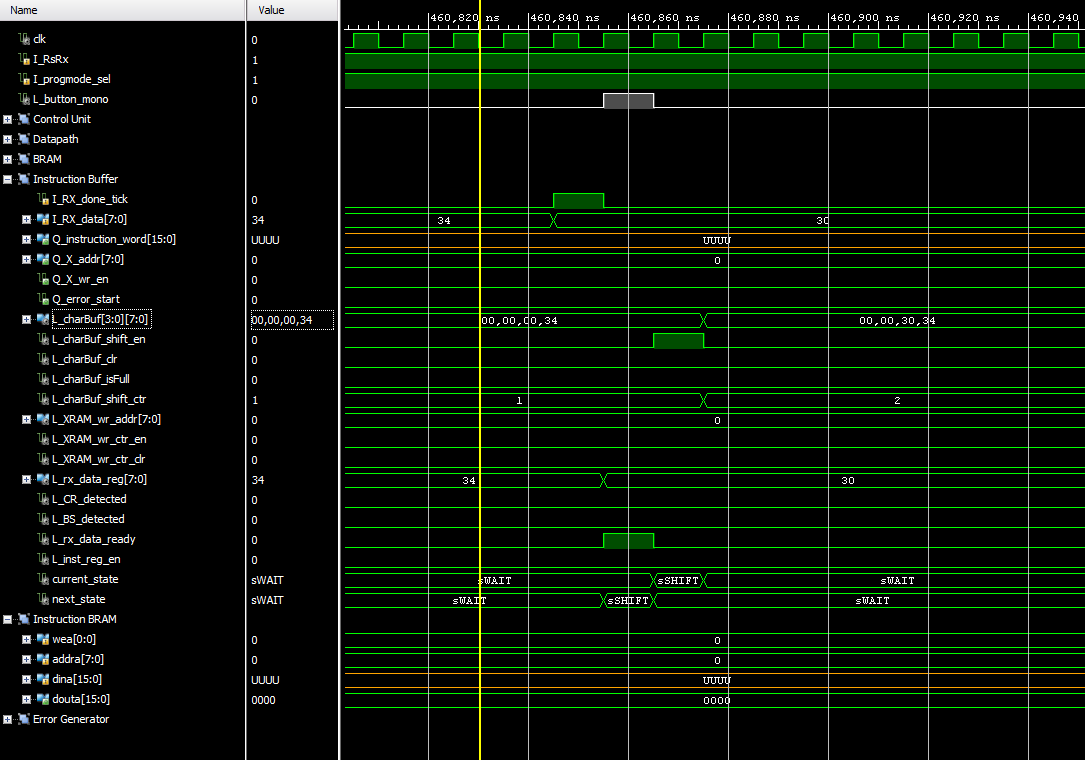 Name Value
460,820 ns 460,840 ns 460,860 ns 460,880 ns 460,900 ns 460,920 ns 460,940
clk 0
I_RsRx 1
I_progmode_sel 1
L_button_mono 0
Control Unit
Datapath
BRAM
Instruction Buffer
I_RX_done_tick 0
I_RX_data[7:0] 34 34 30
Q_instruction_word[15:0] UUUU UUUU
Q_X_addr[7:0] 0 0
Q_X_wr_en 0
Q_error_start 0
L_charBuf[3:0][7:0] 00,00,00,34 00,00,00,34 00,00,30,34
L_charBuf_shift_en 0
L_charBuf_clr 0
L_charBuf_isFull 0
L_charBuf_shift_ctr 1 1 2
L_XRAM_wr_addr[7:0] 0 0
L_XRAM_wr_ctr_en 0
L_XRAM_wr_ctr_clr 0
L_rx_data_reg[7:0] 34 34 30
L_CR_detected 0
L_BS_detected 0
L_rx_data_ready 0
L_inst_reg_en 0
current_state sWAIT sWAIT sSHIFT sWAIT
next_state sWAIT sWAIT sSHIFT sWAIT
Instruction BRAM
wea[0:0] 0 0
addra[7:0] 0 0
dina[15:0] UUUU UUUU
douta[15:0] 0000 0000
Error Generator